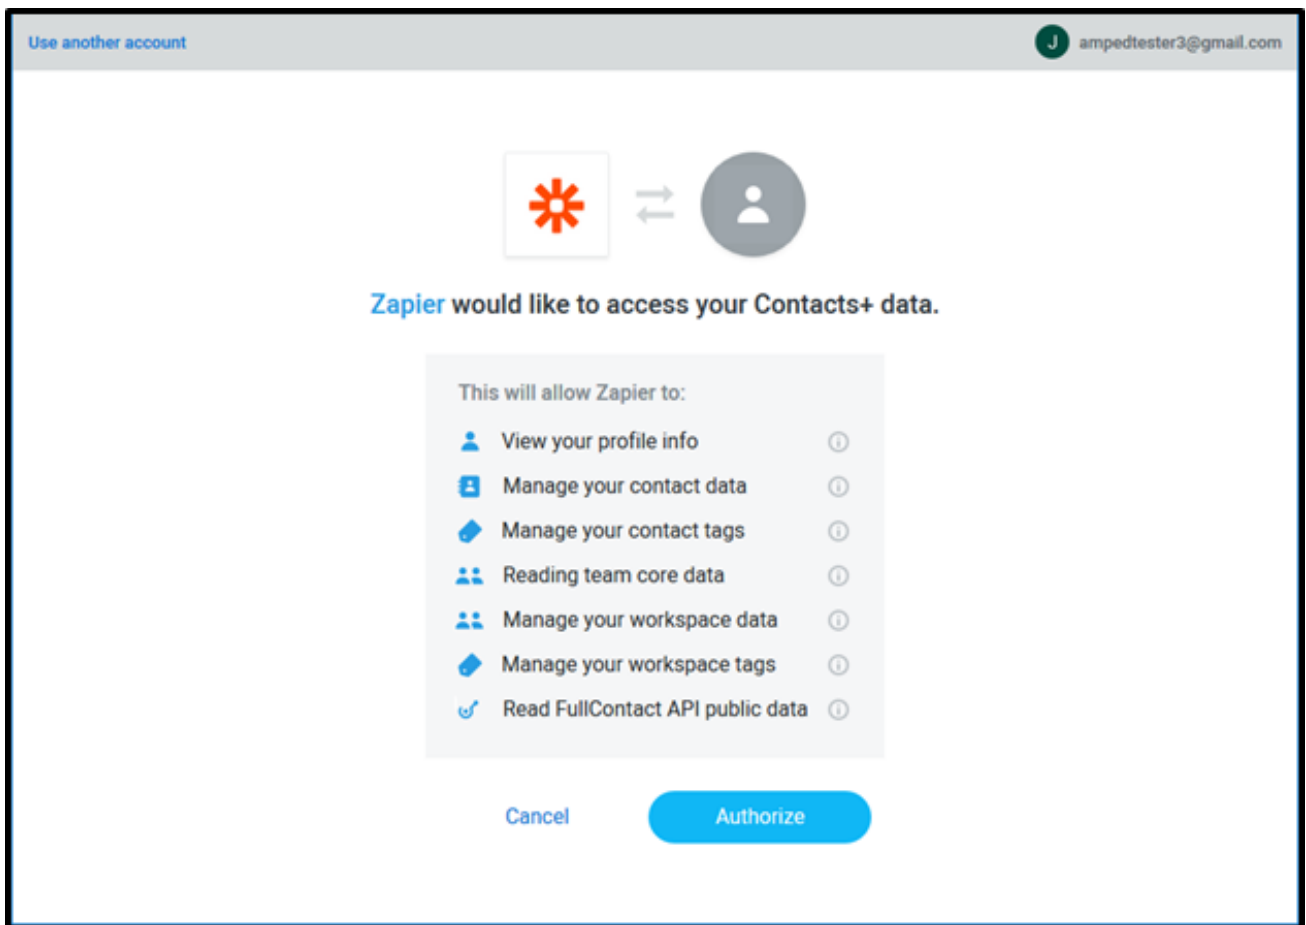 Use another account
J
ampedtester3@gmail.com
Zapier would like to access your Contacts+ data.
This will allow Zapier to:
View your profile info
Manage your contact data
Manage your contact tags
Reading team core data
Manage your workspace data
Manage your workspace tags
Read FullContact API public data
Cancel
Authorize